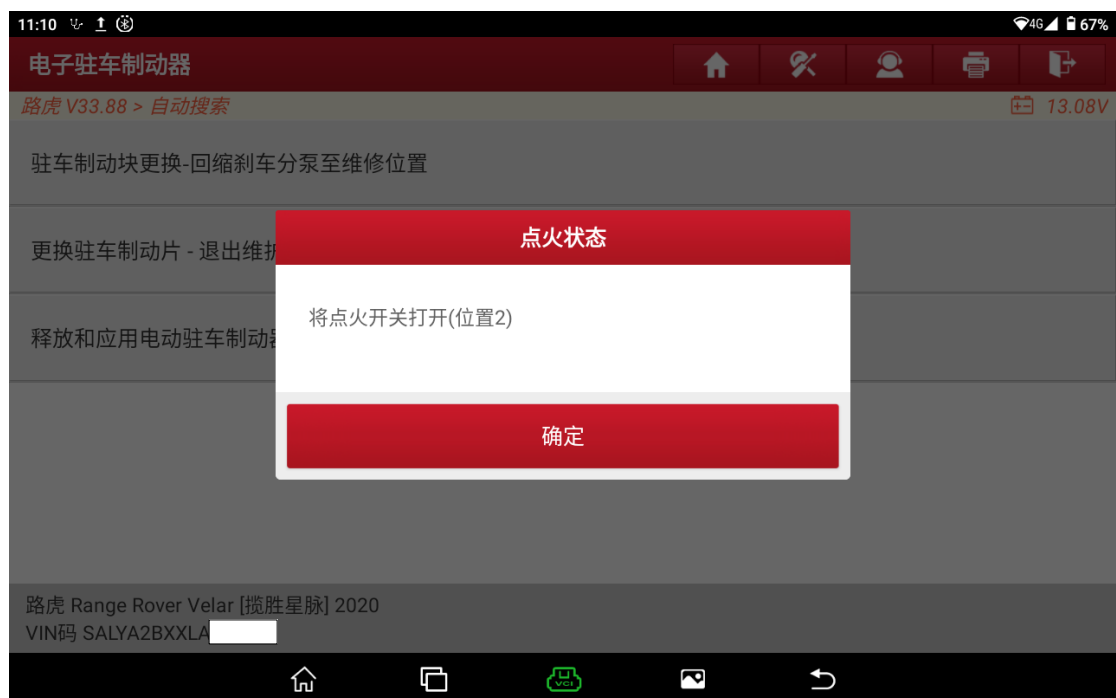 11:10 4G 67%
电子驻车制动器
路虎 V33.88 > 自动搜索 13.08V
驻车制动块更换-回缩刹车分泵至维修位置
点火状态
更换驻车制动片 - 退出维护
将点火开关打开(位置2)
释放和应用电动驻车制动器
确定
路虎 Range Rover Velar [揽胜星脉] 2020
VIN码 SALYA2BXXLA
VCI